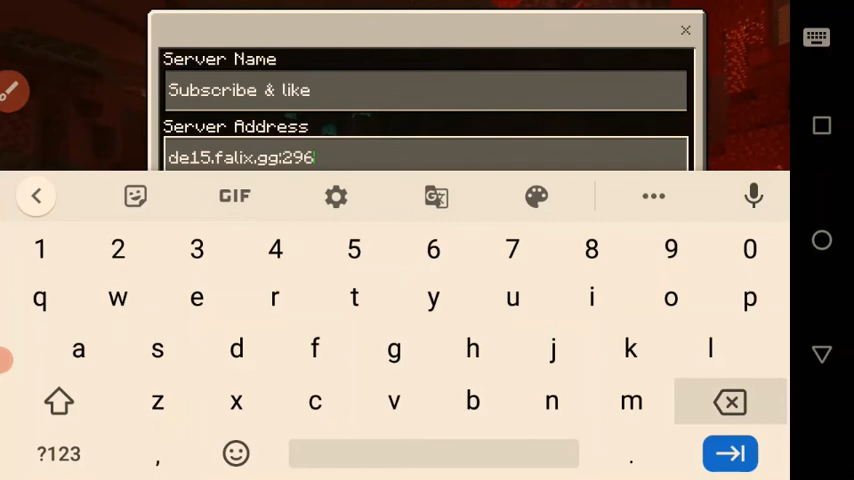 Server Name
Subscribe & like
Server Address
de15.falix.gg:296
GIF
1 2 3 4 5 6 7 8 9 0
q w e r t y u i o p
a s d f g h j k l
z x c v b n m
?123 , .